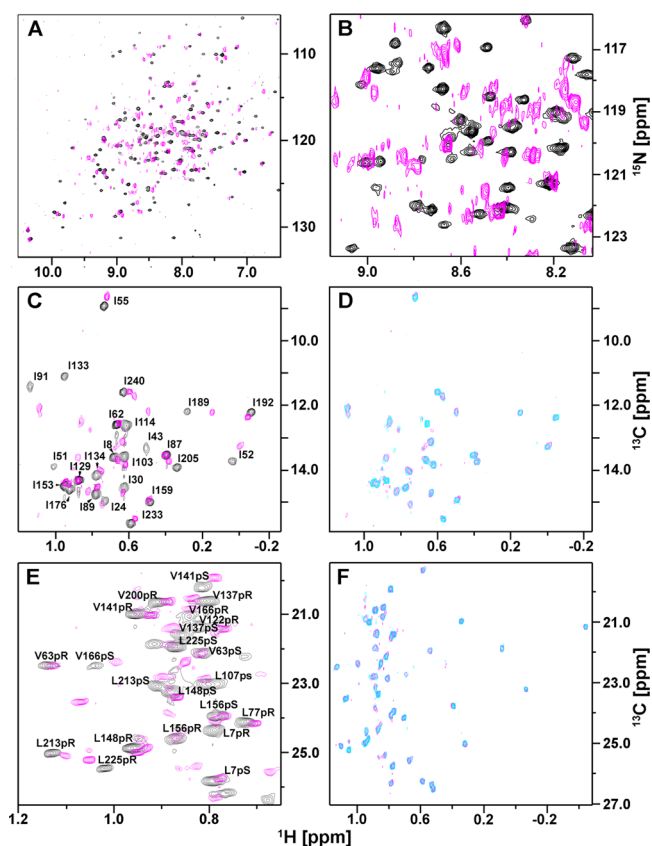 A
B
110
120
130
10.0 9.0 8.0 7.0
117
119
121
123
¹⁵N [ppm]
9.0 8.6 8.2
C
D
I55
I133
I91
I240
I189
I192
I62
I114
I8
I43
I87
I51
I134
I103
I205
I52
I129
I153
I30
I159
I176
I89
I24
I233
10.0
12.0
14.0
¹³C [ppm]
1.0 0.6 0.2 -0.2
10.0
12.0
14.0
1.0 0.6 0.2 -0.2
E
F
V141pS
V200pR
V137pR
V141pR
V166pR
V122pR
V137pS
V63pR
V166pS
L225pS
V63pS
L213pS
L107ps
L148pS
L156pS
L77pR
L148pR
L156pR
L7pR
L213pR
L225pR
L7pS
21.0
23.0
25.0
1.2 1.0 0.8
21.0
23.0
25.0
27.0
¹³C [ppm]
1.0 0.6 0.2 -0.2
¹H [ppm]